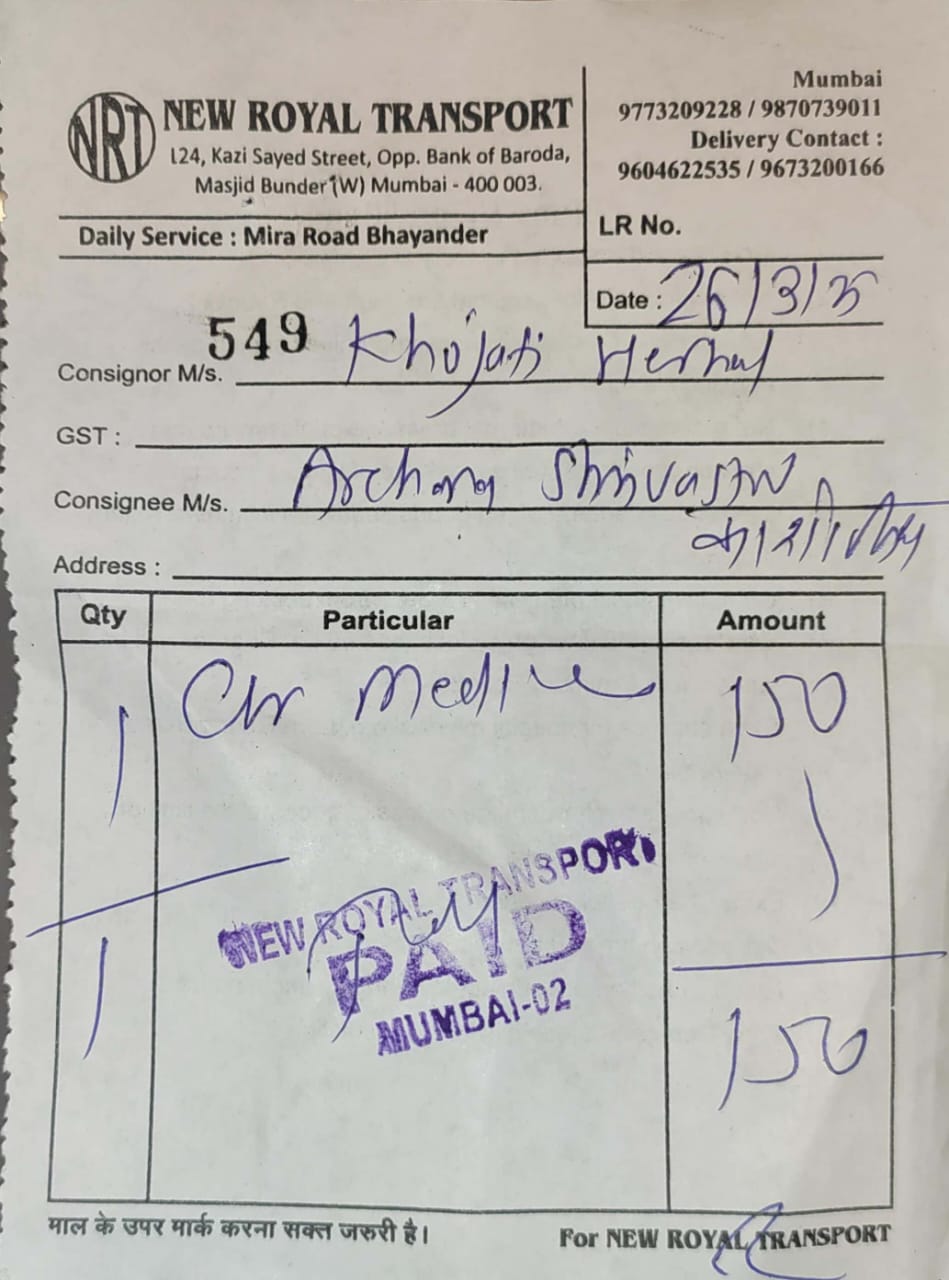 NRT NEW ROYAL TRANSPORT
124, Kazi Sayed Street, Opp. Bank of Baroda,
Masjid Bunder (W) Mumbai - 400 003.
Daily Service : Mira Road Bhayander
Mumbai
9773209228 / 9870739011
Delivery Contact :
9604622535 / 9673200166
LR No.
Date : 26/3/25
549
Consignor M/s. Khojati Herbal
GST :
Consignee M/s. Archana Shrivastav
Address :
Qty Particular Amount
1 Medi 150
NEW ROYAL TRANSPORT
PAID
MUMBAI-02
1 150
माल के उपर मार्क करना सक्त जरुरी है।
For NEW ROYAL TRANSPORT